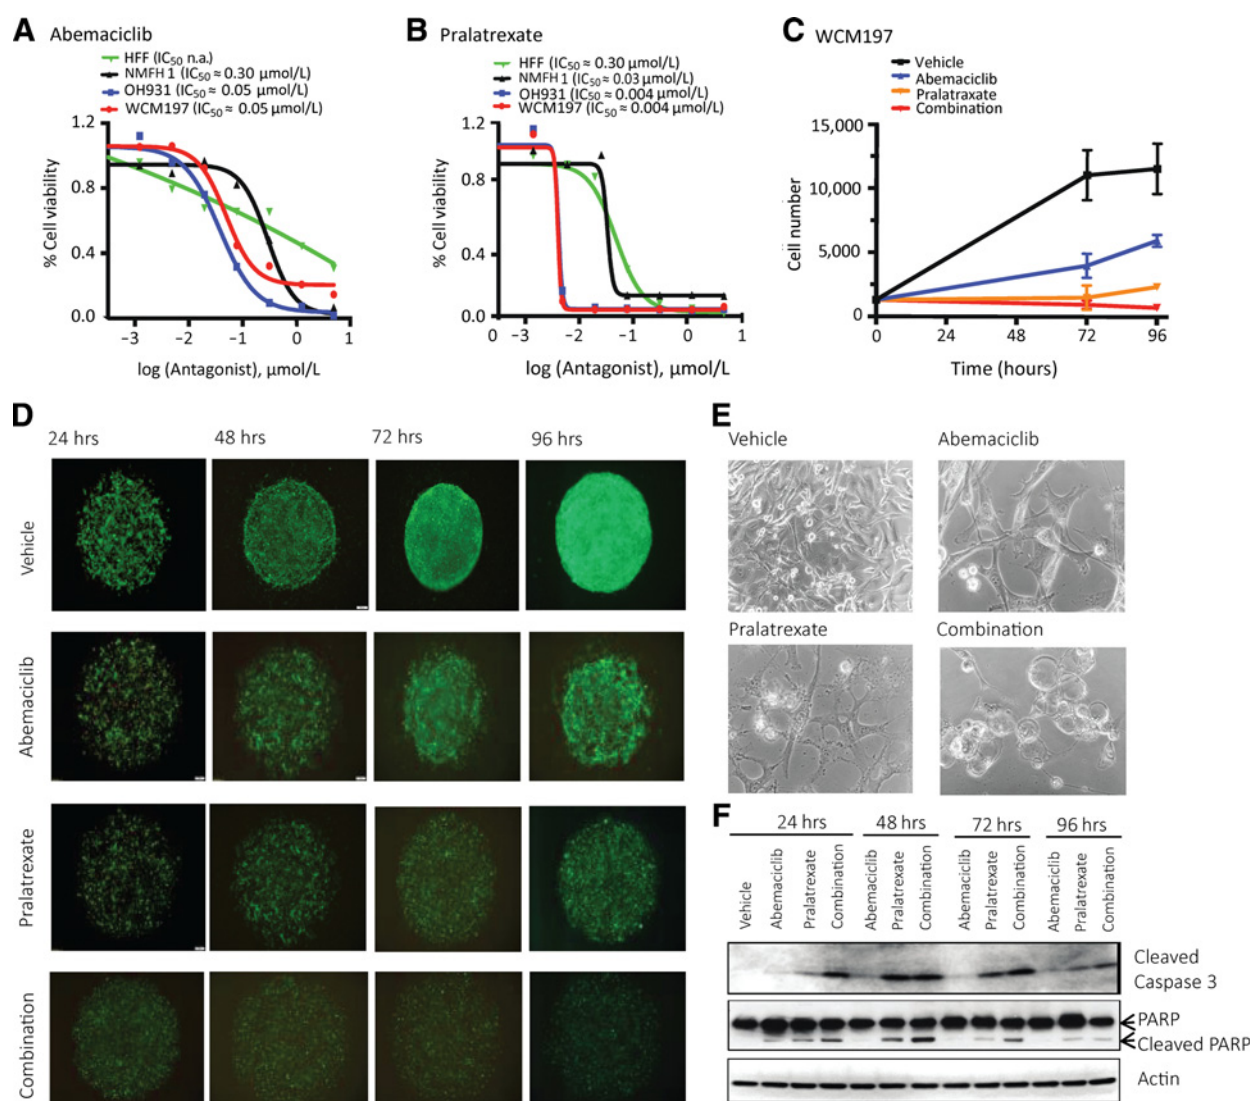 A Abemaciclib
HFF (IC50 n.a.)
NMFH 1 (IC50 ≈ 0.30 µmol/L)
OH931 (IC50 ≈ 0.05 µmol/L)
WCM197 (IC50 ≈ 0.05 µmol/L)
% Cell viability
1.2
0.8
0.4
0.0
−3 −2 −1 0 1
log (Antagonist), µmol/L
B Pralatrexate
HFF (IC50 ≈ 0.30 µmol/L)
NMFH 1 (IC50 ≈ 0.03 µmol/L)
OH931 (IC50 ≈ 0.004 µmol/L)
WCM197 (IC50 ≈ 0.004 µmol/L)
% Cell viability
1.2
0.8
0.4
0.0
0 −3 −2 −1 0 1
log (Antagonist), µmol/L
C WCM197
Vehicle
Abemaciclib
Pralatraxate
Combination
Cell number
15,000
10,000
5,000
0
0 24 48 72 96
Time (hours)
D
24 hrs 48 hrs 72 hrs 96 hrs
Vehicle
Abemaciclib
Pralatrexate
Combination
E
Vehicle Abemaciclib
Pralatrexate Combination
F
24 hrs 48 hrs 72 hrs 96 hrs
Vehicle
Abemaciclib
Pralatrexate
Combination
Abemaciclib
Pralatrexate
Combination
Abemaciclib
Pralatrexate
Combination
Abemaciclib
Pralatrexate
Combination
Cleaved
Caspase 3
PARP
Cleaved PARP
Actin